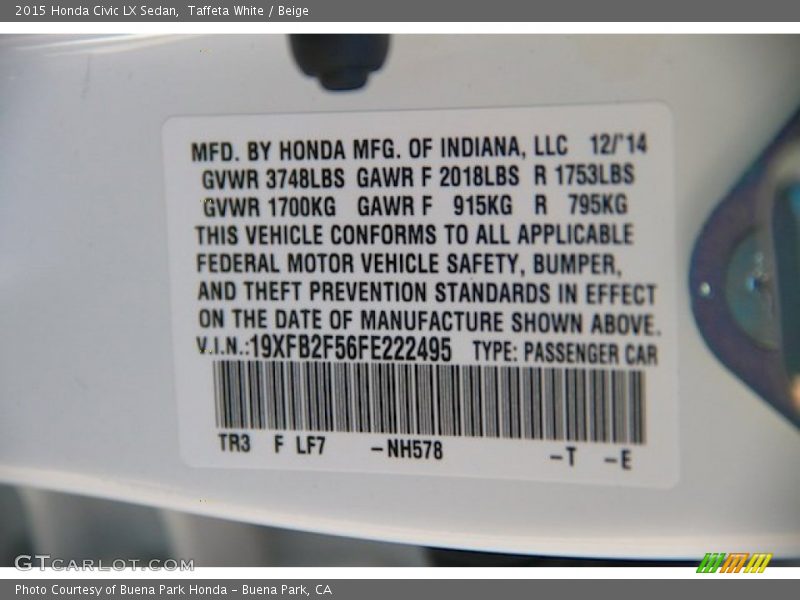 2015 Honda Civic LX Sedan,  Taffeta White / Beige
MFD. BY HONDA MFG. OF INDIANA, LLC 12/'14
GVWR 3748LBS GAWR F 2018LBS R 1753LBS
GVWR 1700KG GAWR F 915KG R 795KG
THIS VEHICLE CONFORMS TO ALL APPLICABLE
FEDERAL MOTOR VEHICLE SAFETY, BUMPER,
AND THEFT PREVENTION STANDARDS IN EFFECT
ON THE DATE OF MANUFACTURE SHOWN ABOVE.
V.I.N.:19XFB2F56FE222495 TYPE: PASSENGER CAR
TR3 F LF7 -NH578 -T -E
GTCARLOT.COM
Photo Courtesy of Buena Park Honda - Buena Park, CA